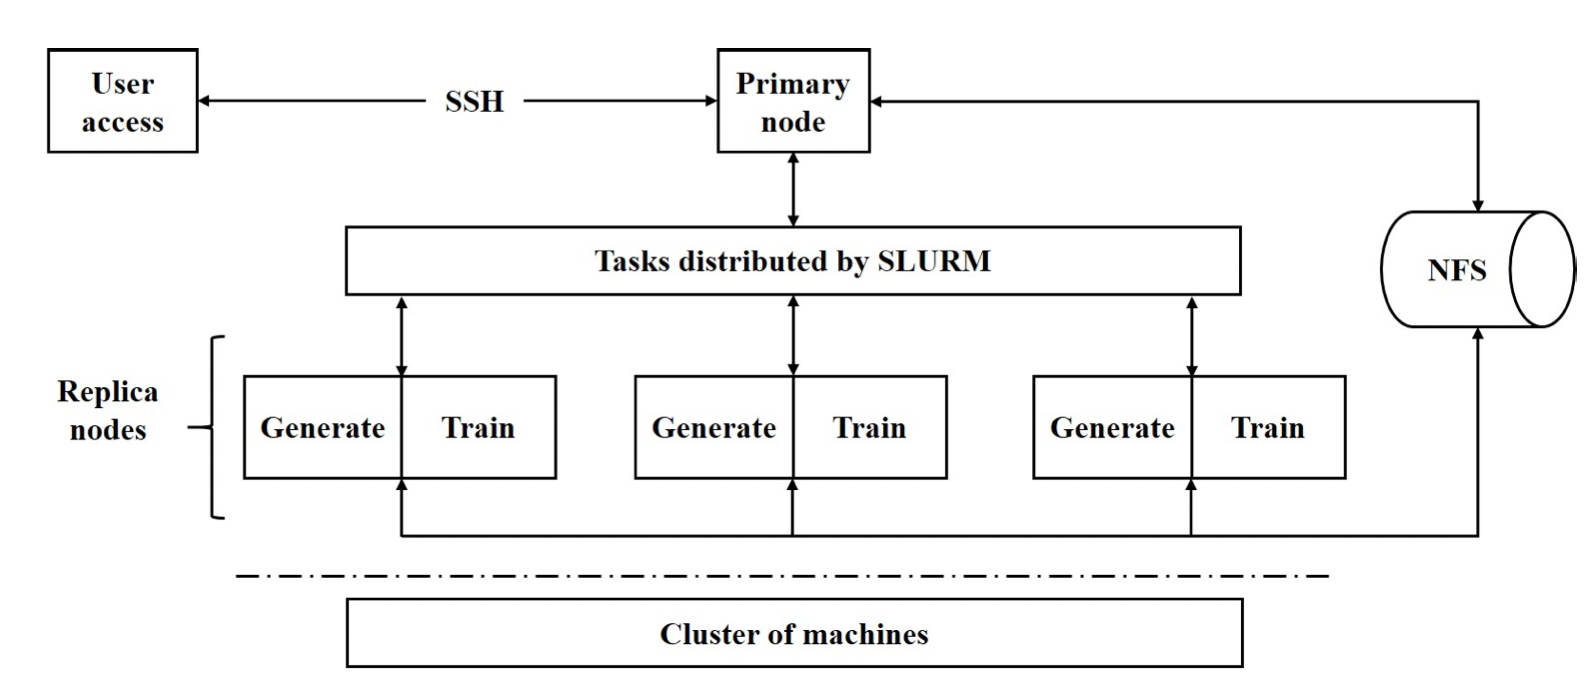 User
access
SSH
Primary
node
Tasks distributed by SLURM
NFS
Replica
nodes
Generate
Train
Generate
Train
Generate
Train
Cluster of machines